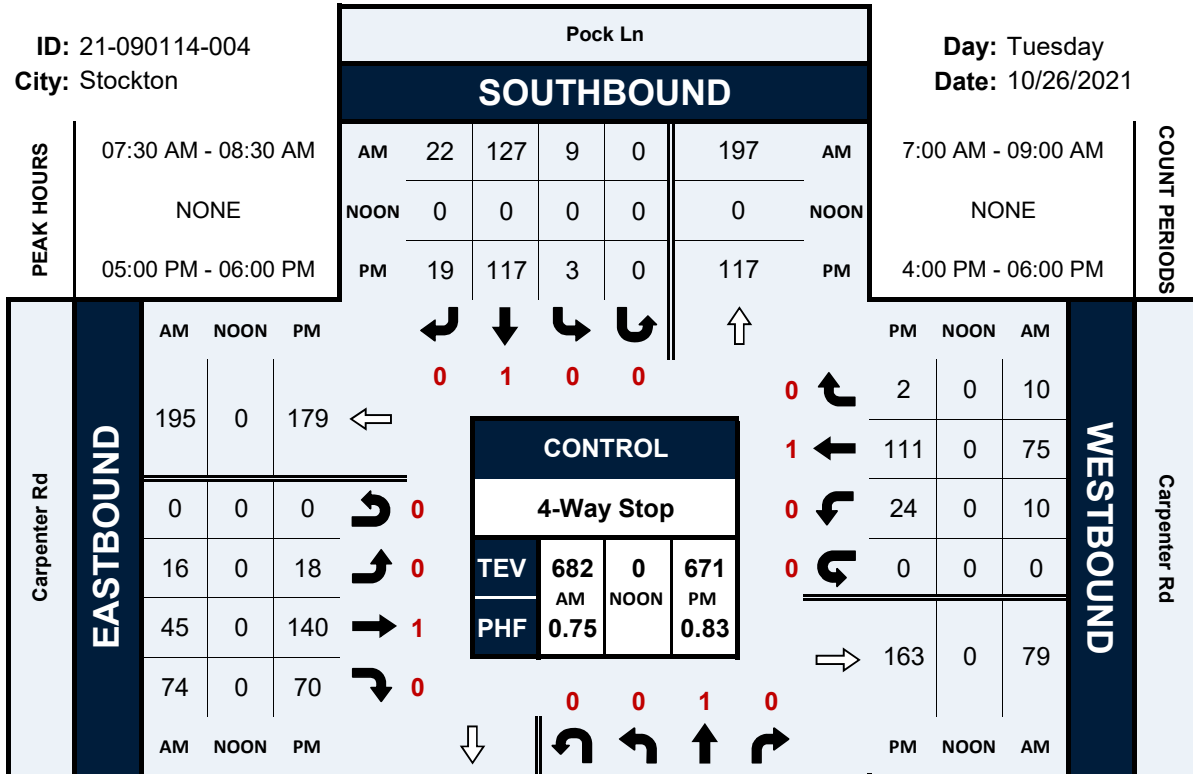 Pock Ln
ID: 21-090114-004
City: Stockton
Day: Tuesday
Date: 10/26/2021
SOUTHBOUND
PEAK HOURS
07:30 AM - 08:30 AM
NONE
05:00 PM - 06:00 PM
AM 22 127 9 0 197 AM
NOON 0 0 0 0 0 NOON
PM 19 117 3 0 117 PM
7:00 AM - 09:00 AM
NONE
4:00 PM - 06:00 PM
COUNT PERIODS
0 1 0 0
Carpenter Rd
EASTBOUND
AM NOON PM
195 0 179
0 0 0 0
16 0 18 0
45 0 140 1
74 0 70 0
AM NOON PM
CONTROL
4-Way Stop
TEV 682 0 671
AM NOON PM
PHF 0.75 0.83
PM NOON AM
0 2 0 10
1 111 0 75
0 24 0 10
0 0 0 0
163 0 79
PM NOON AM
WESTBOUND
Carpenter Rd
0 0 1 0